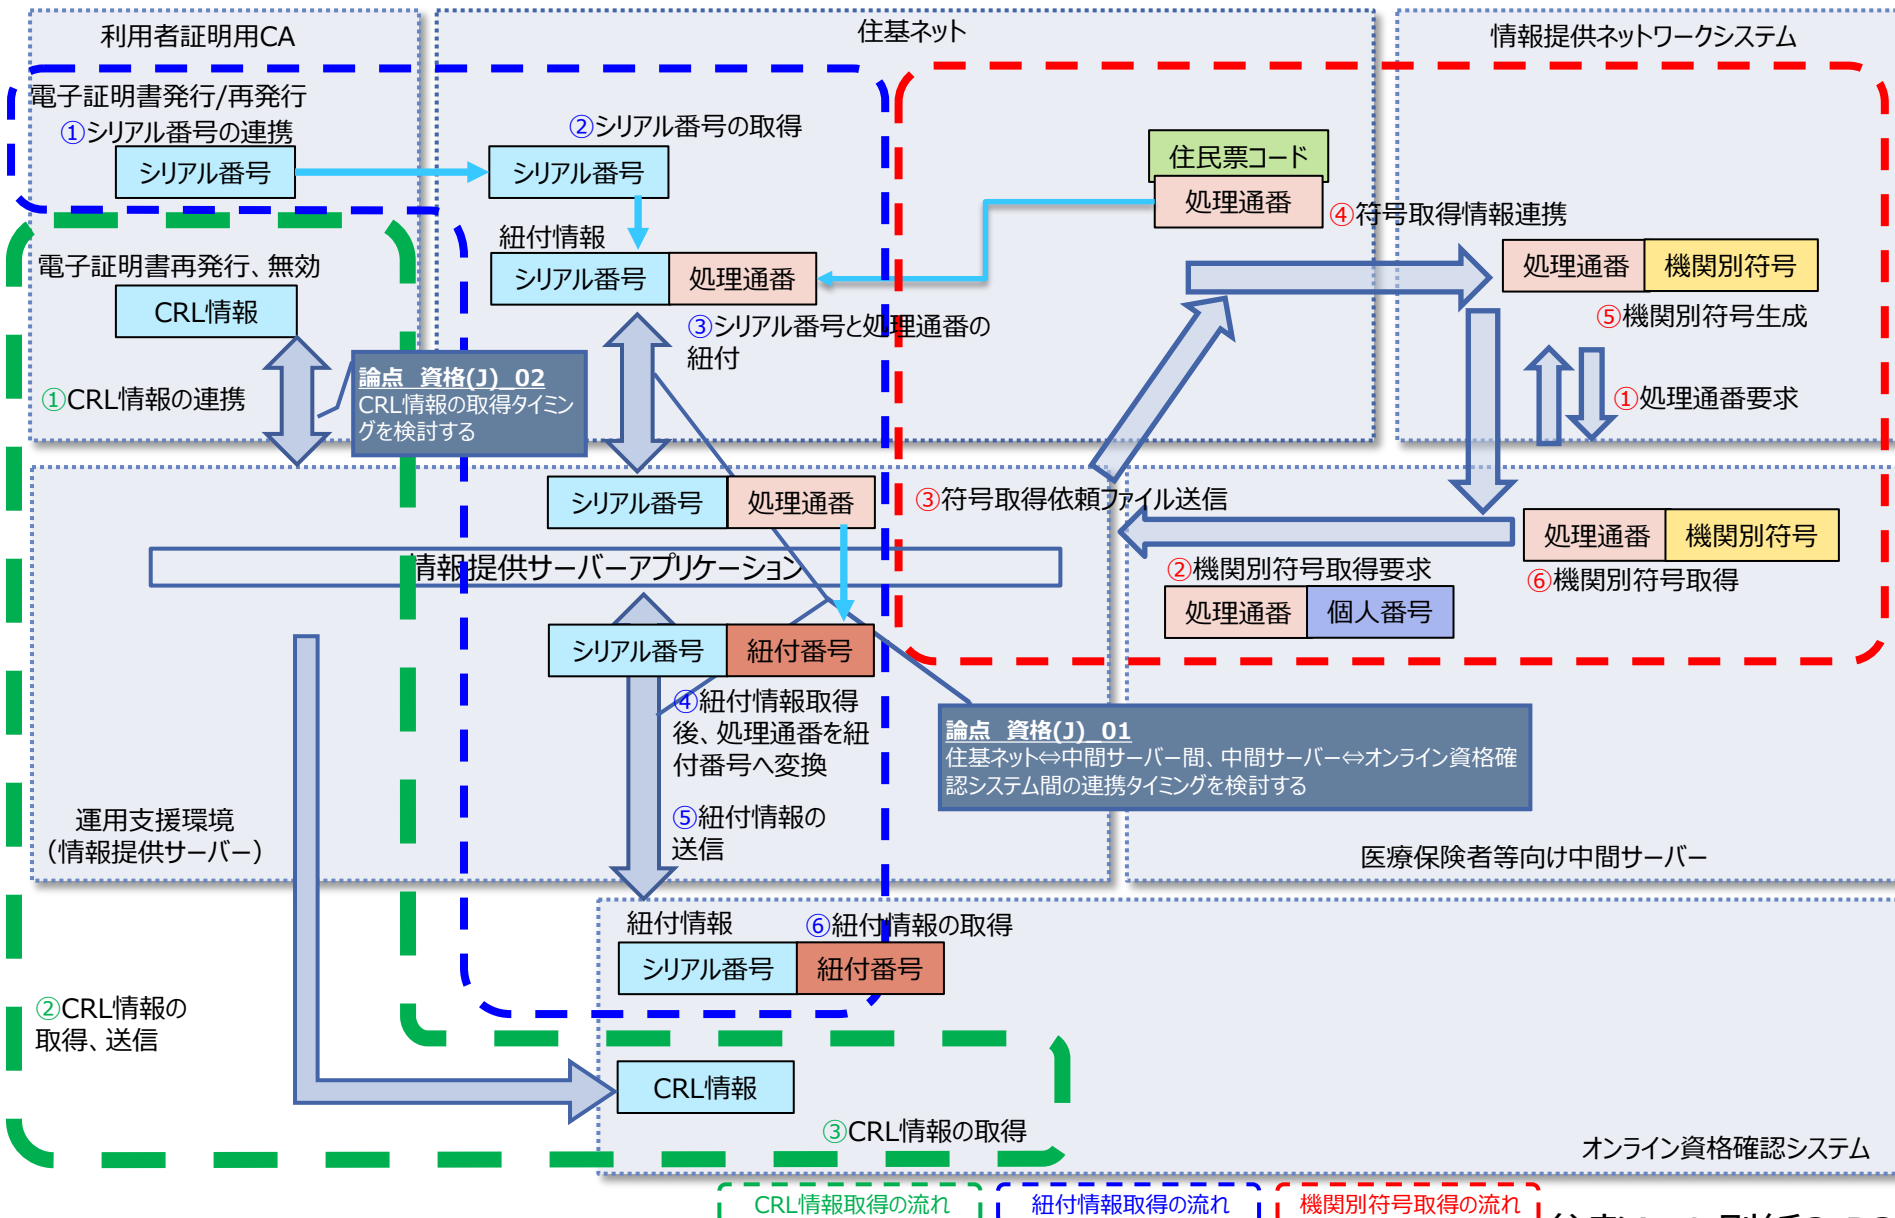 利用者証明用CA
住基ネット
情報提供ネットワークシステム
電子証明書発行/再発行
①シリアル番号の連携
シリアル番号
②シリアル番号の取得
シリアル番号
住民票コード
処理通番
④符号取得情報連携
紐付情報
シリアル番号
処理通番
③シリアル番号と処理通番の
紐付
処理通番
機関別符号
⑤機関別符号生成
①処理通番要求
電子証明書再発行、無効
CRL情報
①CRL情報の連携
論点 資格(J)_02
CRL情報の取得タイミン
グを検討する
シリアル番号
処理通番
③符号取得依頼ファイル送信
処理通番
機関別符号
⑥機関別符号取得
情報提供サーバーアプリケーション
②機関別符号取得要求
処理通番
個人番号
シリアル番号
紐付番号
④紐付情報取得
後、処理通番を紐
付番号へ変換
論点 資格(J)_01
住基ネット⇔中間サーバー間、中間サーバー⇔オンライン資格確
認システム間の連携タイミングを検討する
⑤紐付情報の
送信
運用支援環境
（情報提供サーバー）
医療保険者等向け中間サーバー
紐付情報
⑥紐付情報の取得
シリアル番号
紐付番号
②CRL情報の
取得、送信
CRL情報
③CRL情報の取得
オンライン資格確認システム
CRL情報取得の流れ
紐付情報取得の流れ
機関別符号取得の流れ